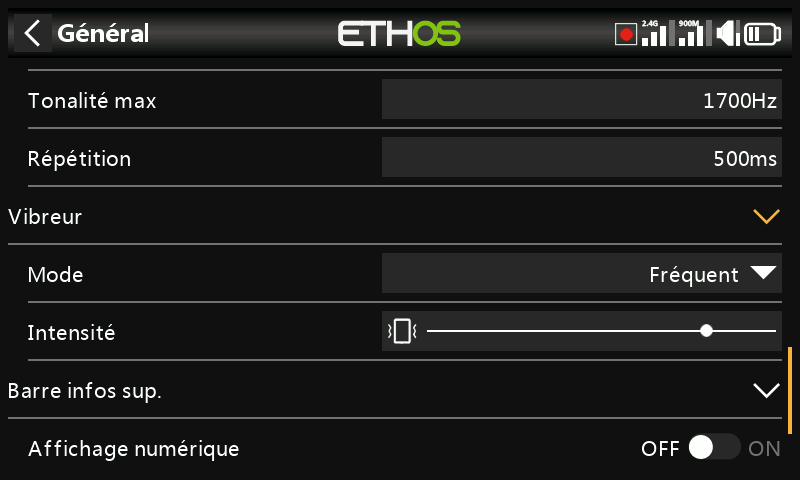 Général
ETHOS
2.4G
900M
Tonalité max
1700Hz
Répétition
500ms
Vibreur
Mode
Fréquent
Intensité
Barre infos sup.
Affichage numérique
OFF
ON